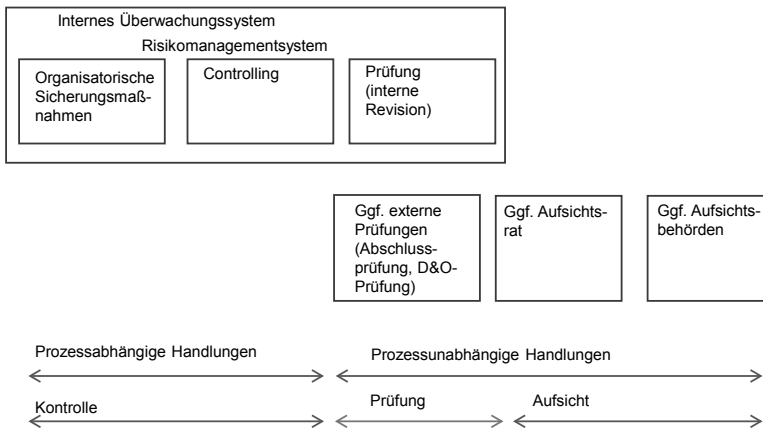 Internes Überwachungssystem
Risikomanagementsystem
Organisatorische
Sicherungsmaß-
nahmen
Controlling
Prüfung
(interne
Revision)
Ggf. externe
Prüfungen
(Abschluss-
prüfung, D&O-
Prüfung)
Ggf. Aufsichts-
rat
Ggf. Aufsichts-
behörden
Prozessabhängige Handlungen
Prozessunabhängige Handlungen
Kontrolle
Prüfung
Aufsicht